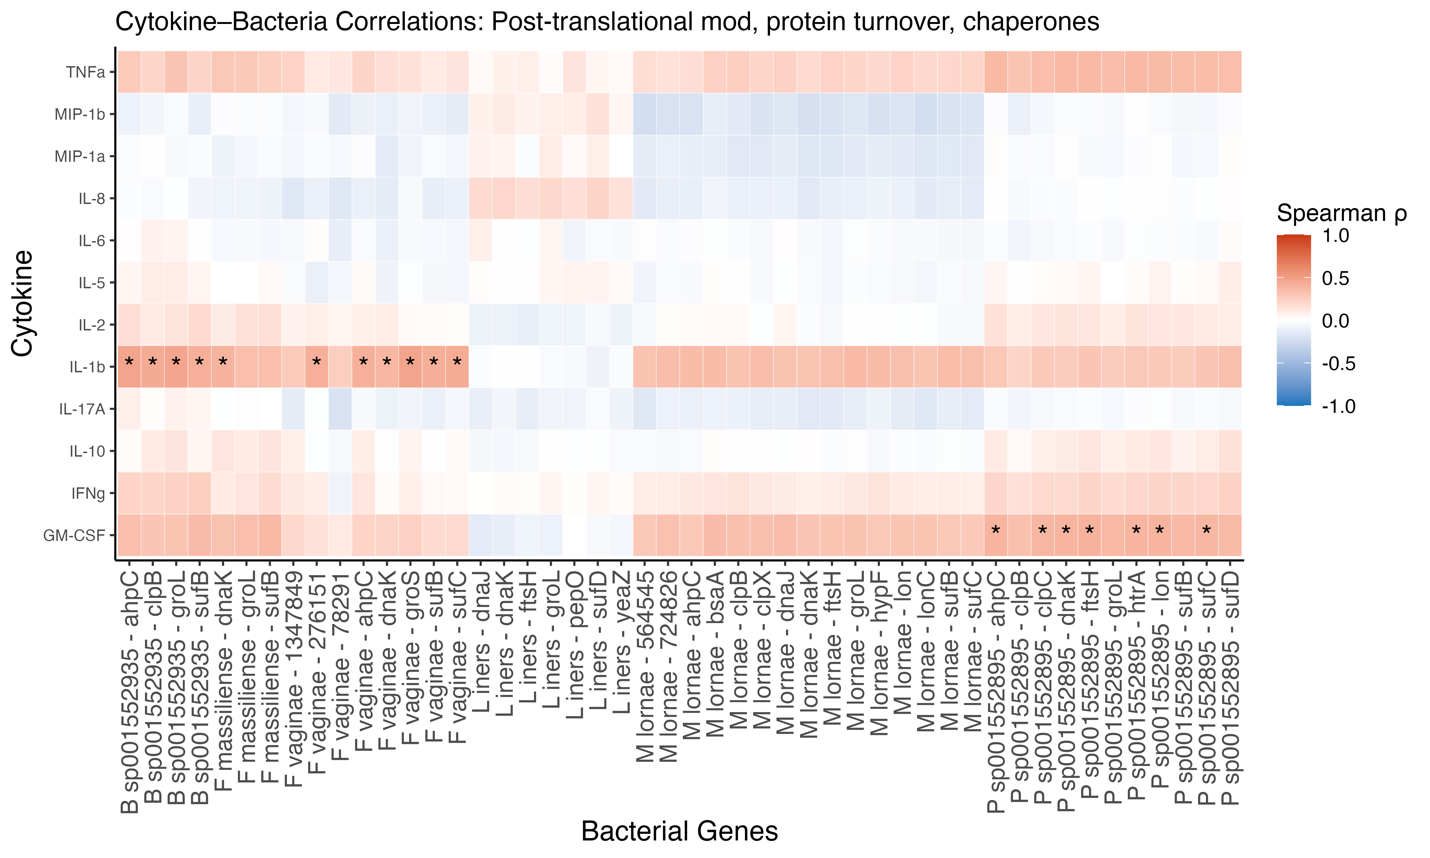 Cytokine–Bacteria Correlations: Post-translational mod, protein turnover, chaperones
Cytokine
TNFa
MIP-1b
MIP-1a
IL-8
IL-6
IL-5
IL-2
IL-1b
IL-17A
IL-10
IFNg
GM-CSF
* * * * * * * * * * *
* * * * * * *
B sp001552935 - ahpC
B sp001552935 - clpB
B sp001552935 - groL
B sp001552935 - sufB
F massiliense - dnaK
F massiliense - groL
F massiliense - sufB
F vaginae - 1347849
F vaginae - 276151
F vaginae - 78291
F vaginae - ahpC
F vaginae - dnaK
F vaginae - groS
F vaginae - sufB
F vaginae - sufC
L iners - dnaJ
L iners - dnaK
L iners - ftsH
L iners - groL
L iners - pepO
L iners - sufD
L iners - yeaZ
M lornae - 564545
M lornae - 724826
M lornae - ahpC
M lornae - bsaA
M lornae - clpB
M lornae - clpX
M lornae - dnaJ
M lornae - dnaK
M lornae - ftsH
M lornae - groL
M lornae - hypF
M lornae - lon
M lornae - lonC
M lornae - sufB
M lornae - sufC
P sp001552895 - ahpC
P sp001552895 - clpB
P sp001552895 - clpC
P sp001552895 - dnaK
P sp001552895 - ftsH
P sp001552895 - groL
P sp001552895 - htrA
P sp001552895 - lon
P sp001552895 - sufB
P sp001552895 - sufC
P sp001552895 - sufD
Bacterial Genes
Spearman ρ
1.0
0.5
0.0
-0.5
-1.0